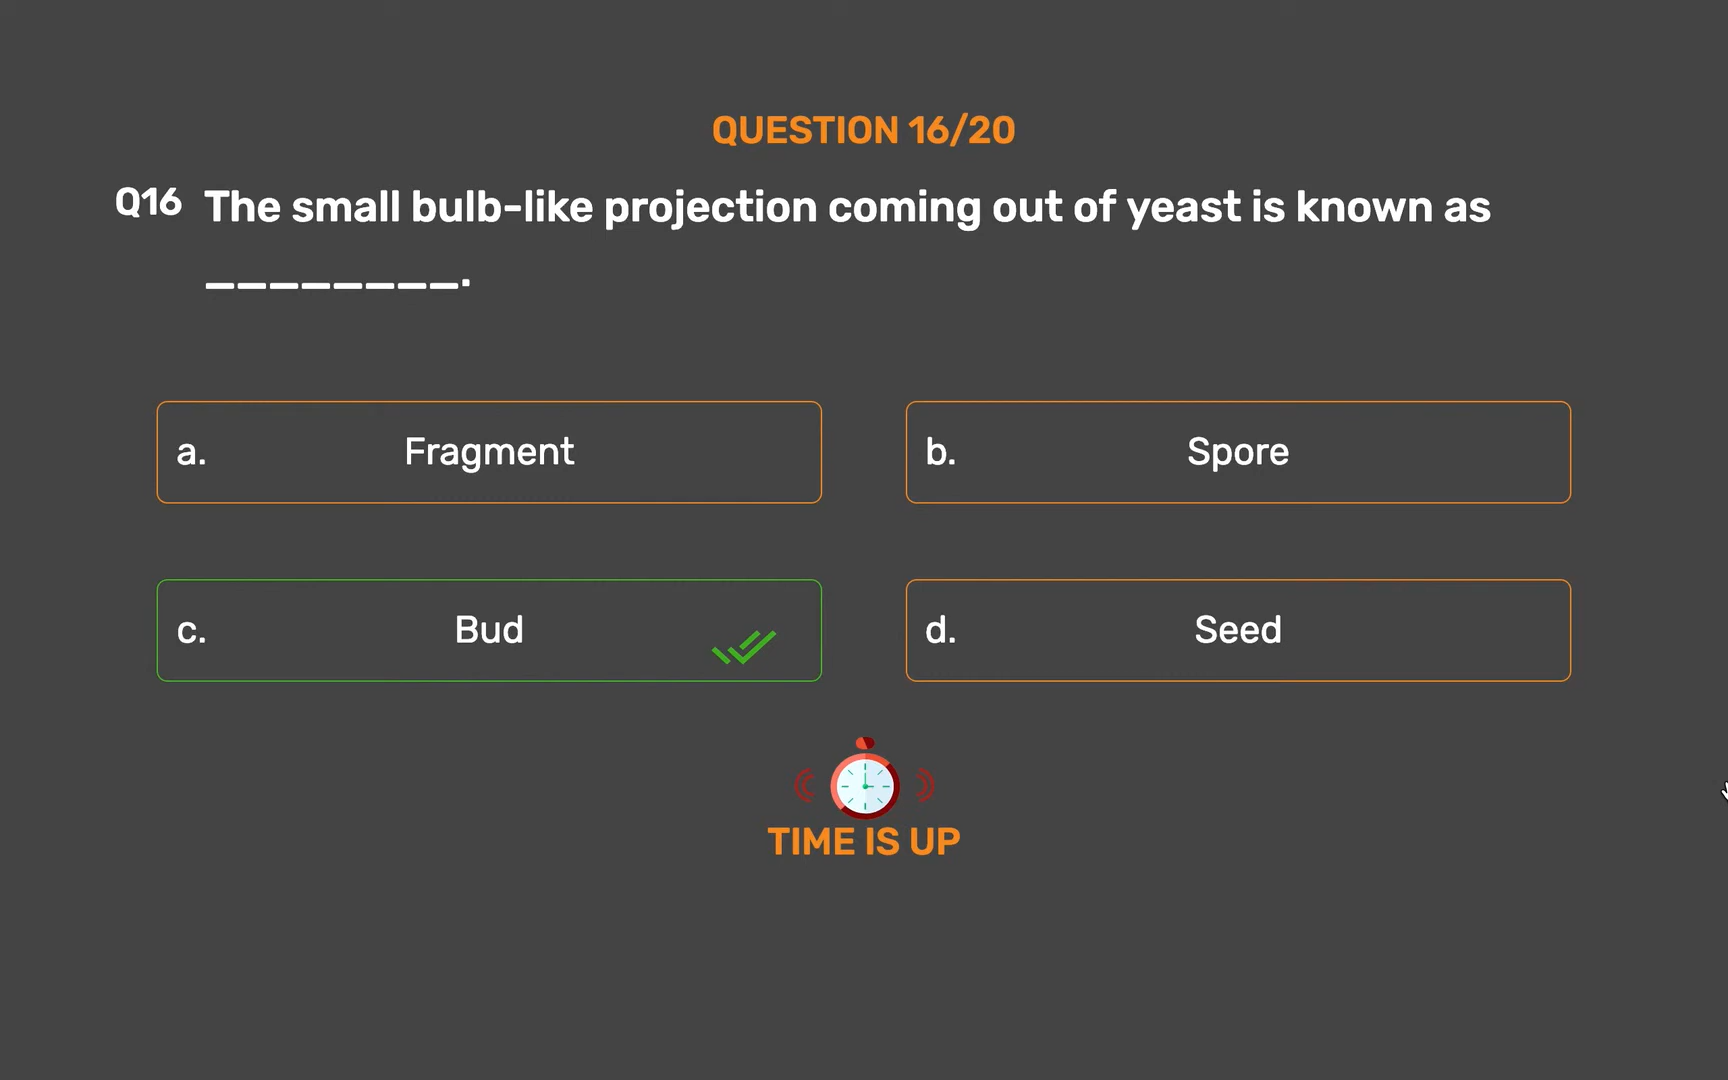 QUESTION 16/20
Q16 The small bulb-like projection coming out of yeast is known as
________.
a. Fragment
b. Spore
c. Bud
d. Seed
TIME IS UP